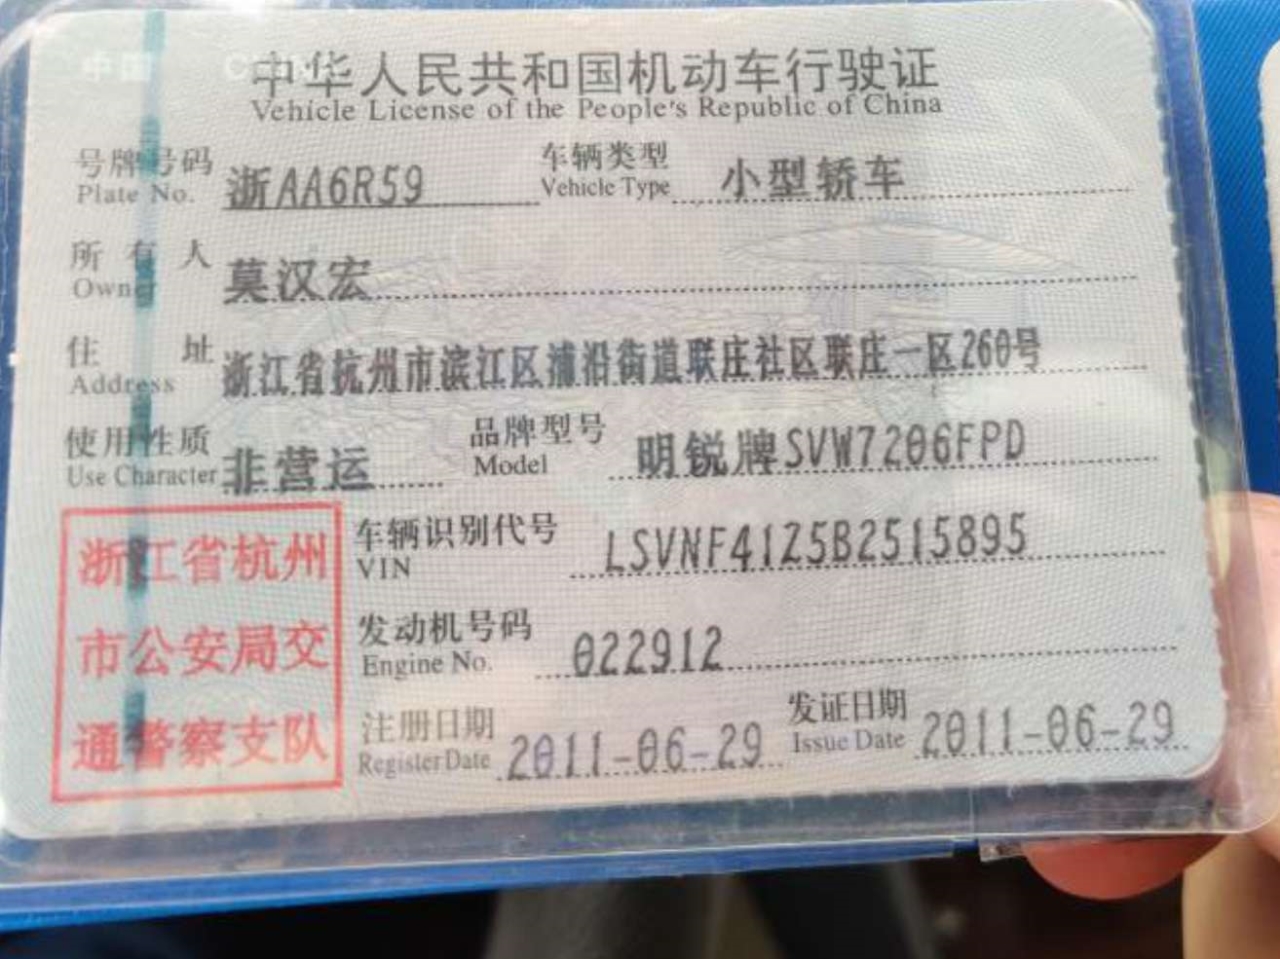 中华人民共和国机动车行驶证
Vehicle License of the People's Republic of China
号牌号码 浙AA6R59 车辆类型 小型轿车
Plate No. Vehicle Type
所有人 莫汉宏
Owner
住址 浙江省杭州市滨江区浦沿街道联庄社区联庄一区260号
Address
使用性质 非营运 品牌型号 明锐牌SVW7206FPD
Use Character Model
浙江省杭州
市公安局交
通警察支队
车辆识别代号 LSVNF41Z5B2515895
VIN
发动机号码 022912
Engine No.
注册日期 2011-06-29 发证日期 2011-06-29
Register Date Issue Date